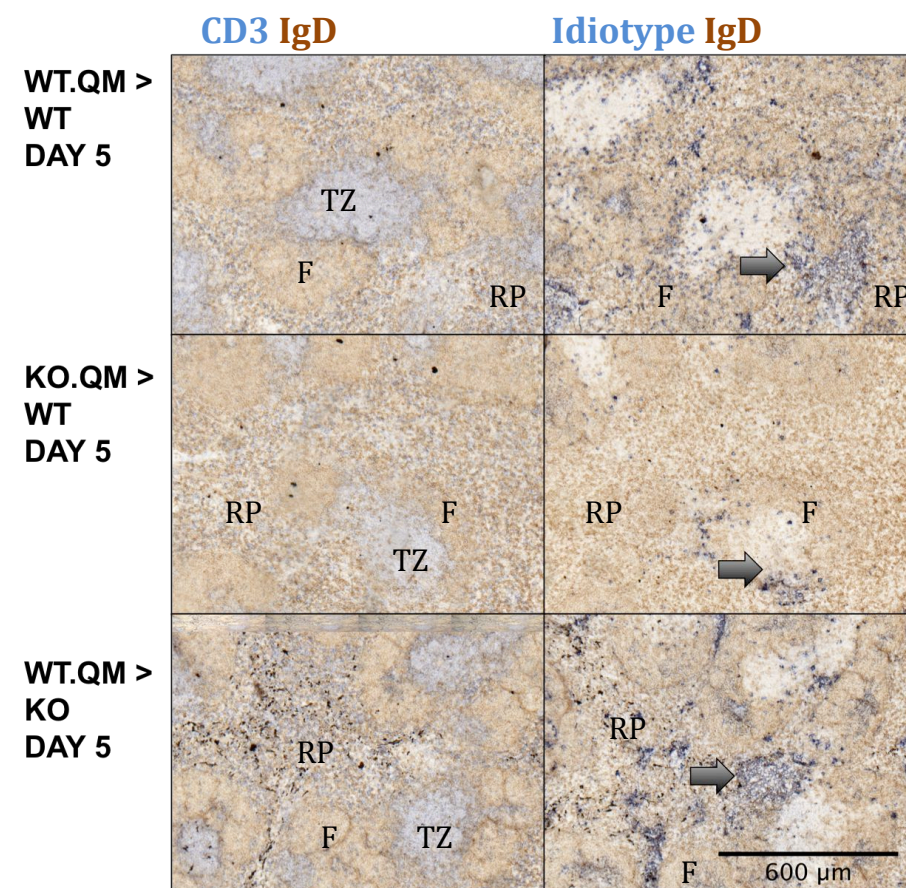 CD3 IgD
Idiotype IgD
WT.QM >
WT
DAY 5
TZ
F
RP
F
RP
KO.QM >
WT
DAY 5
RP
F
TZ
RP
F
WT.QM >
KO
DAY 5
RP
F
TZ
RP
F
600 µm